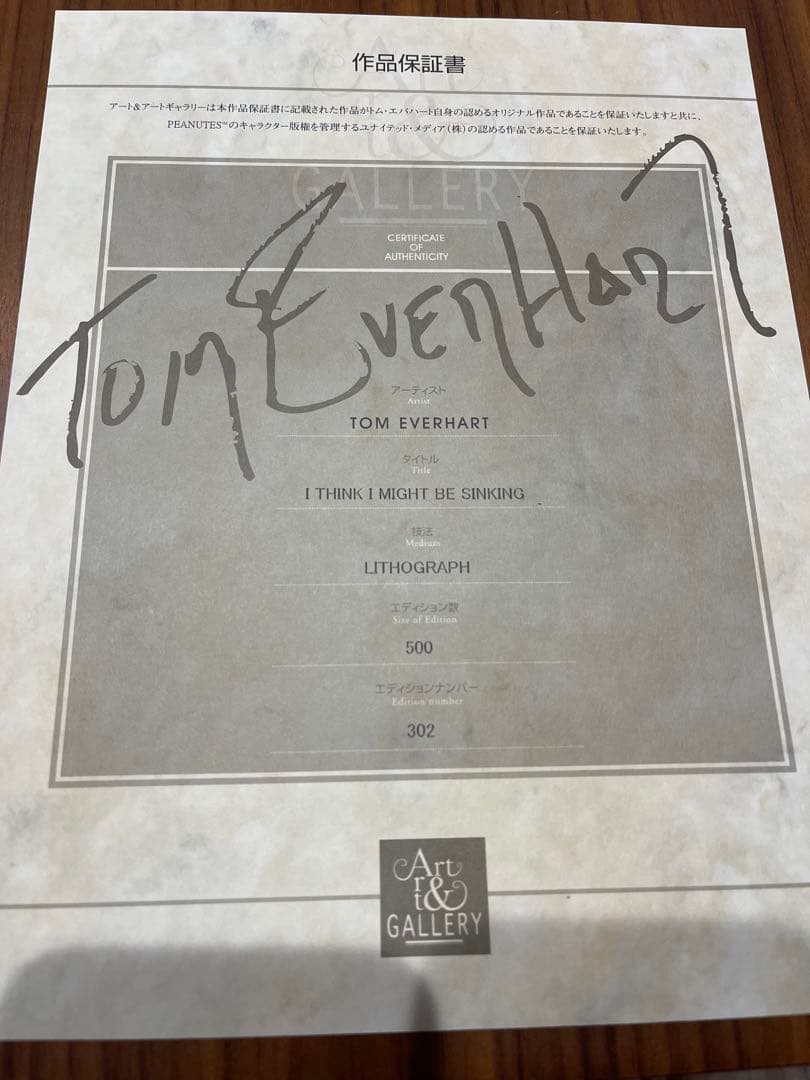 作品保証書
アート&アートギャラリーは本作品保証書に記載された作品がトム・エバハート自身の認めるオリジナル作品であることを保証いたしますと共に、
PEANUTES™のキャラクター版権を管理するユナイテッド・メディア(株)の認める作品であることを保証いたします。
GALLERY
CERTIFICATE
OF
AUTHENTICITY
TOM EVERHART
アーティスト
Artist
TOM EVERHART
タイトル
Title
I THINK I MIGHT BE SINKING
技法
Medium
LITHOGRAPH
エディション数
Size of Edition
500
エディションナンバー
Edition number
302
Art
&
Art
GALLERY